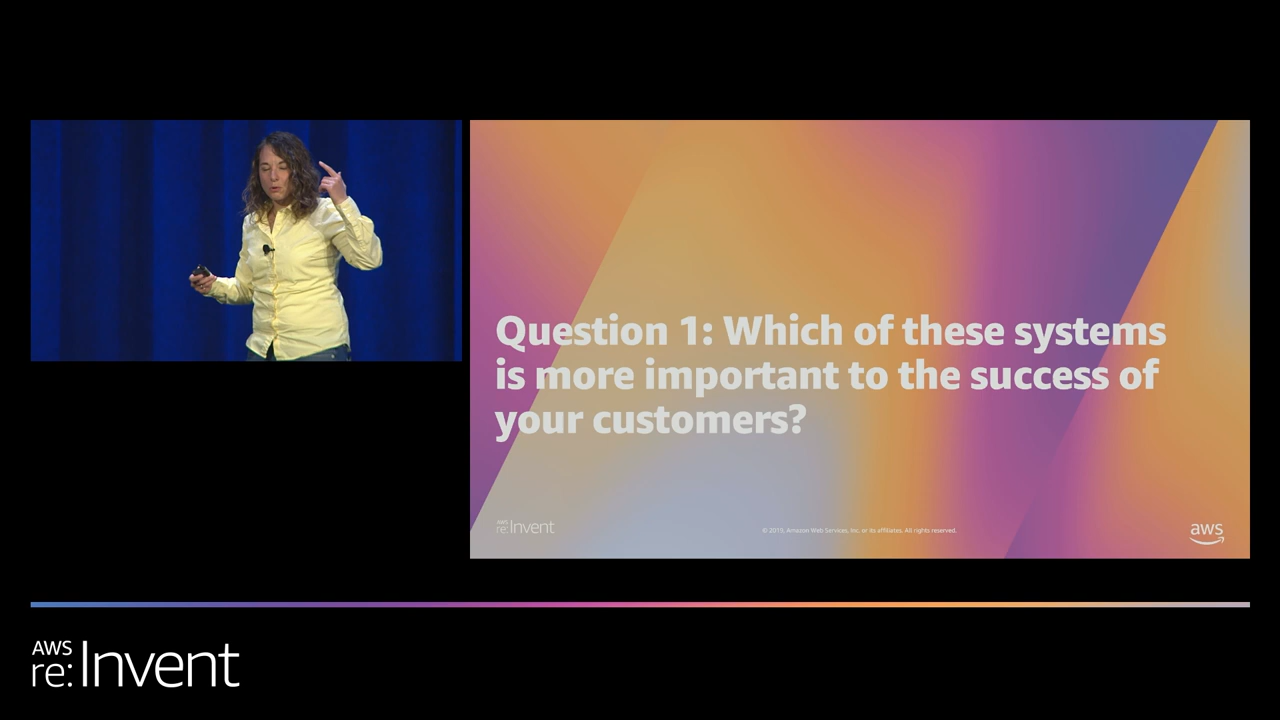 Question 1: Which of these systems
is more important to the success of
your customers?
AWS
re:Invent
© 2019, Amazon Web Services, Inc. or its affiliates. All rights reserved.
aws
AWS
re:Invent